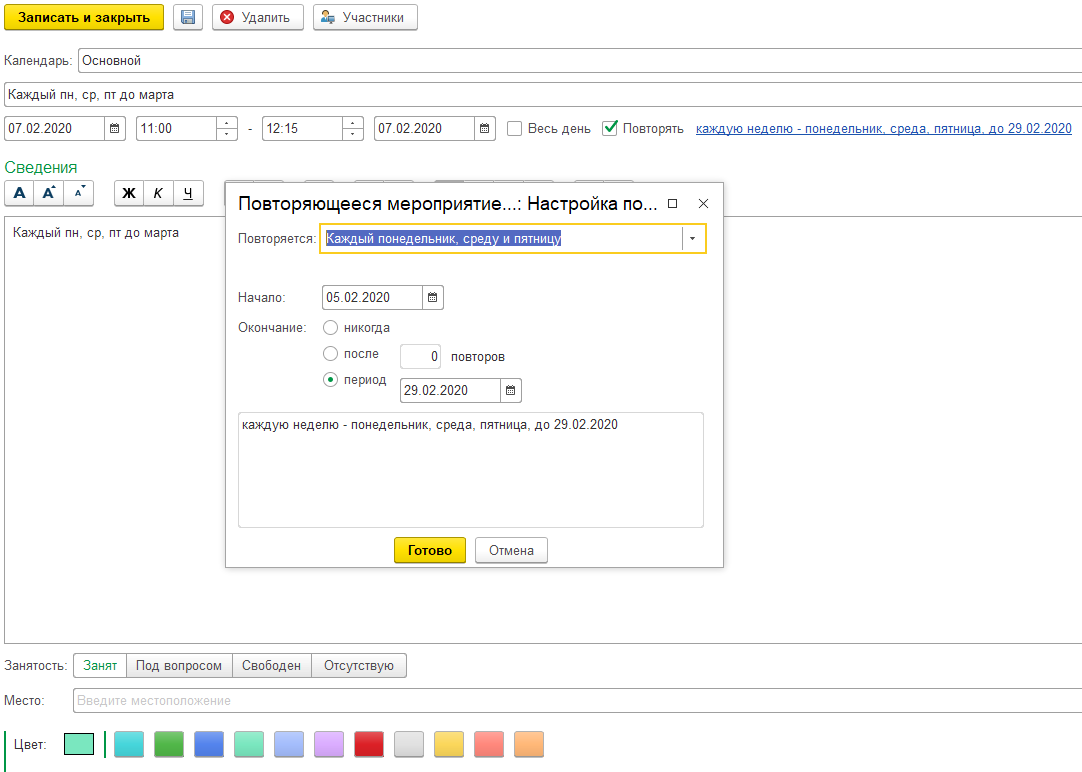 Записать и закрыть Удалить Участники
Календарь: Основной
Каждый пн, ср, пт до марта
07.02.2020 11:00 - 12:15 07.02.2020 Весь день Повторять каждую неделю - понедельник, среда, пятница, до 29.02.2020
Сведения
А А А Ж К Ч
Каждый пн, ср, пт до марта
Повторяющееся мероприятие...: Настройка по...
Повторяется: Каждый понедельник, среду и пятницу
Начало: 05.02.2020
Окончание: никогда
после 0 повторов
период 29.02.2020
каждую неделю - понедельник, среда, пятница, до 29.02.2020
Готово Отмена
Занятость: Занят Под вопросом Свободен Отсутствую
Место: Введите местоположение
Цвет: